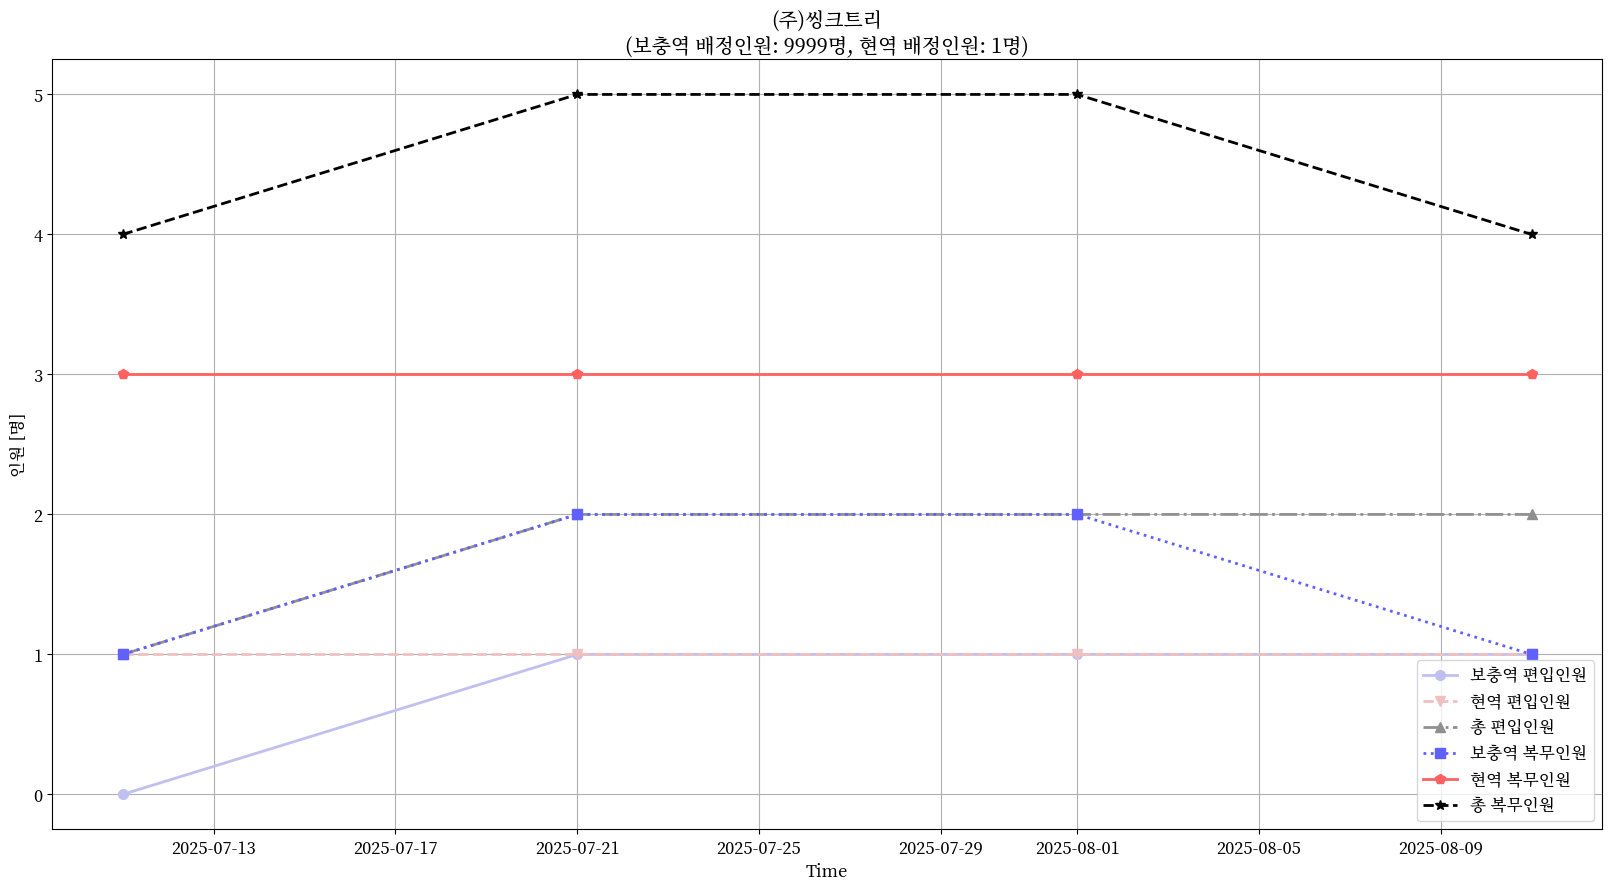 (주)씽크트리
(보충역 배정인원: 9999명, 현역 배정인원: 1명)
인원 [명]
5
4
3
2
1
0
2025-07-13
2025-07-17
2025-07-21
2025-07-25
2025-07-29
2025-08-01
2025-08-05
2025-08-09
Time
보충역 편입인원
현역 편입인원
총 편입인원
보충역 복무인원
현역 복무인원
총 복무인원